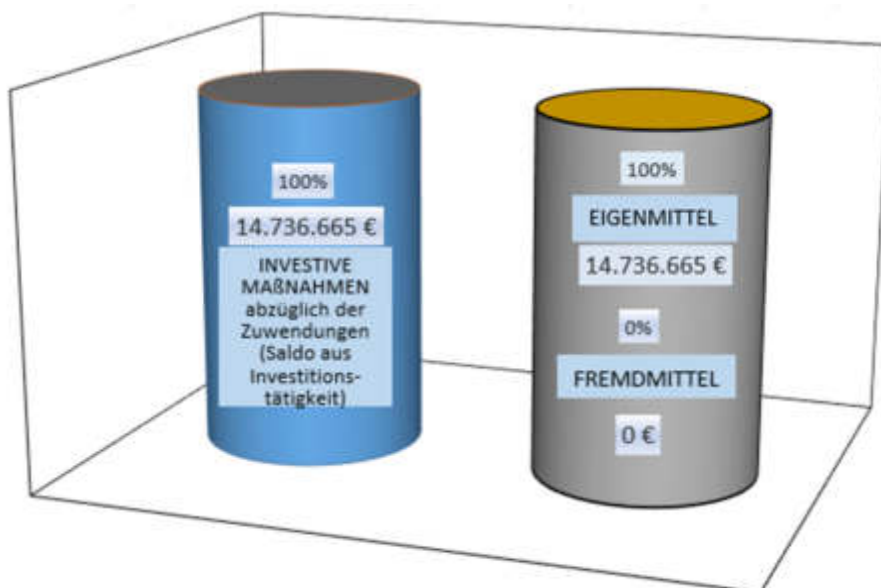 100%
14.736.665 €
INVESTIVE
MAßNAHMEN
abzüglich der
Zuwendungen
(Saldo aus
Investitions-
tätigkeit)
100%
EIGENMITTEL
14.736.665 €
0%
FREMDMITTEL
0 €